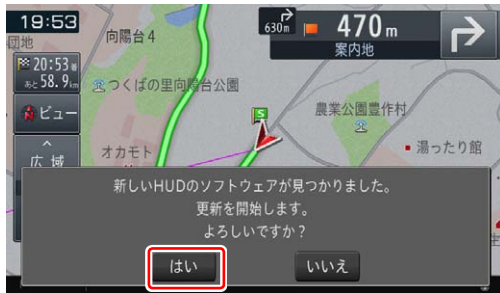 19:53
団地
向陽台4
630m
470m
案内地
20:53着
あと58.9km
つくばの里向陽台公園
ビュー
農業公園豊作村
広域
オカモト
湯ったり館
新しいHUDのソフトウェアが見つかりました。
更新を開始します。
よろしいですか?
はい
いいえ